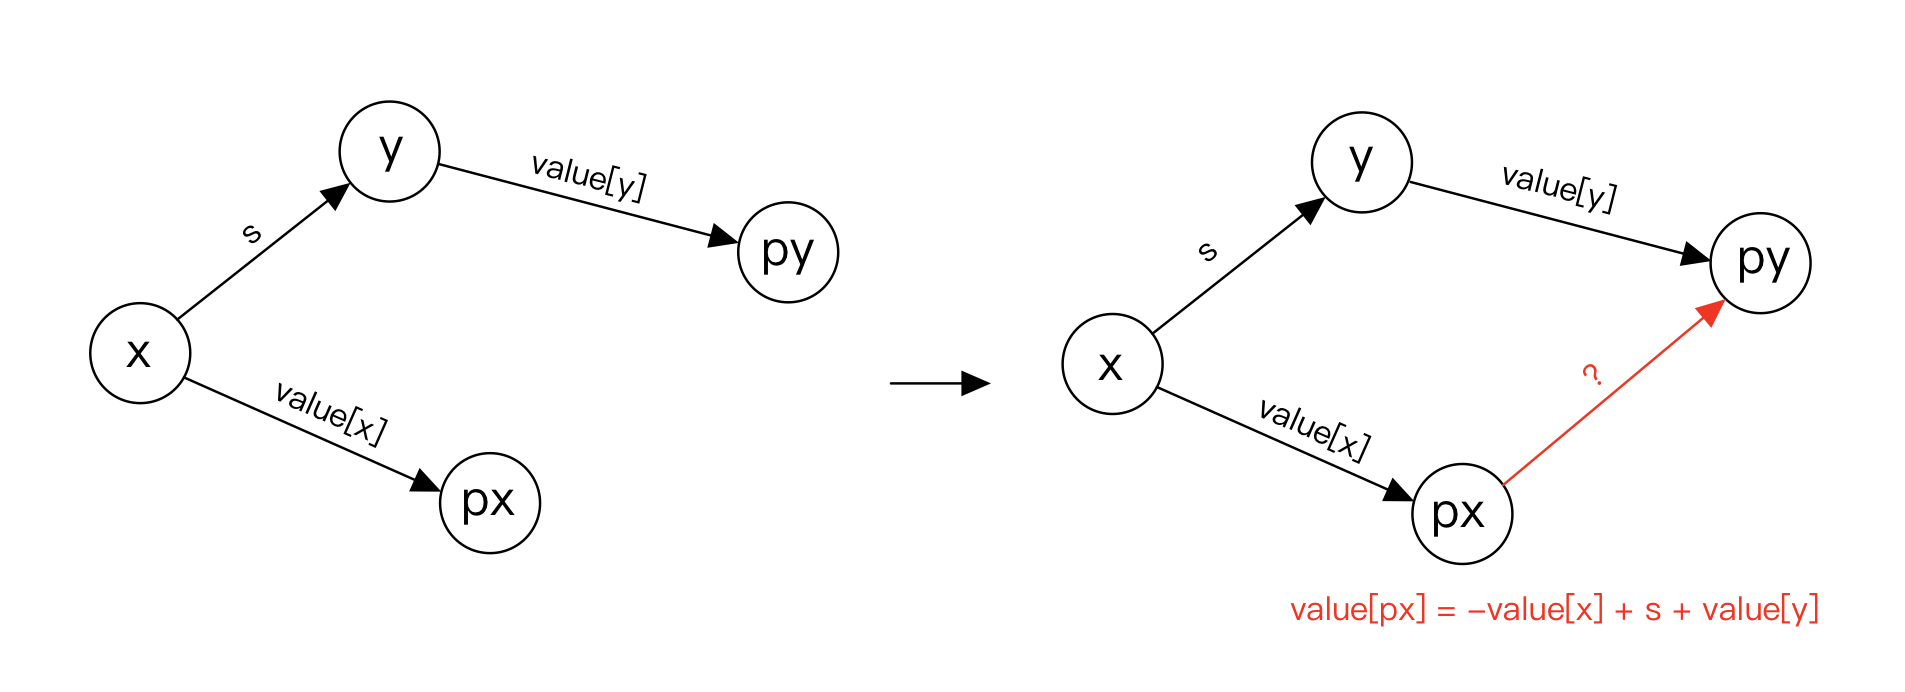 y
value[y]
s
py
x
value[x]
px
y
value[y]
s
py
x
?
value[x]
px
value[px] = −value[x] + s + value[y]